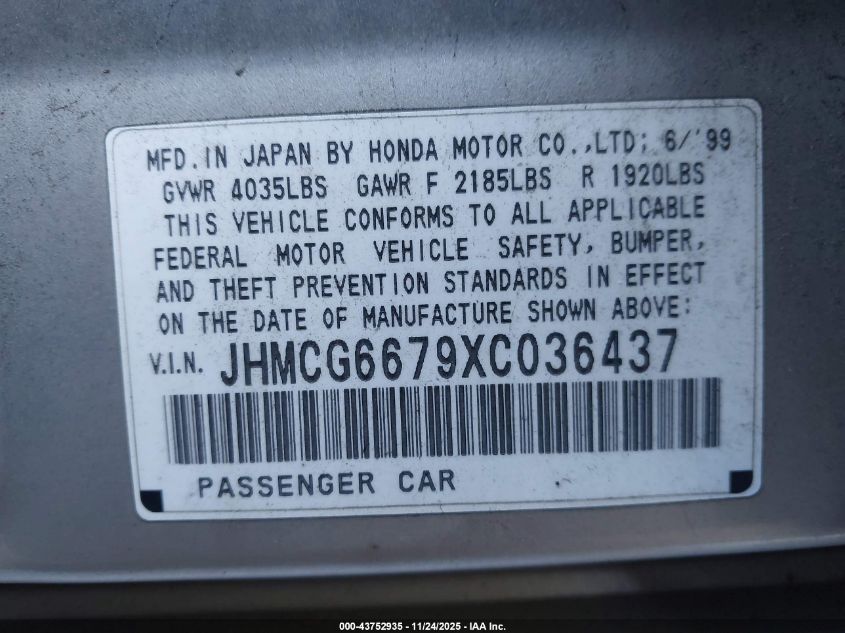 MFD.IN JAPAN BY HONDA MOTOR CO.,LTD; 6/'99
GVWR 4035LBS GAWR F 2185LBS R 1920LBS
THIS VEHICLE CONFORMS TO ALL APPLICABLE
FEDERAL MOTOR VEHICLE SAFETY, BUMPER,
AND THEFT PREVENTION STANDARDS IN EFFECT
ON THE DATE OF MANUFACTURE SHOWN ABOVE:
V.I.N. JHMCG6679XC036437
PASSENGER CAR
000-43752935 - 11/24/2025 - IAA Inc.